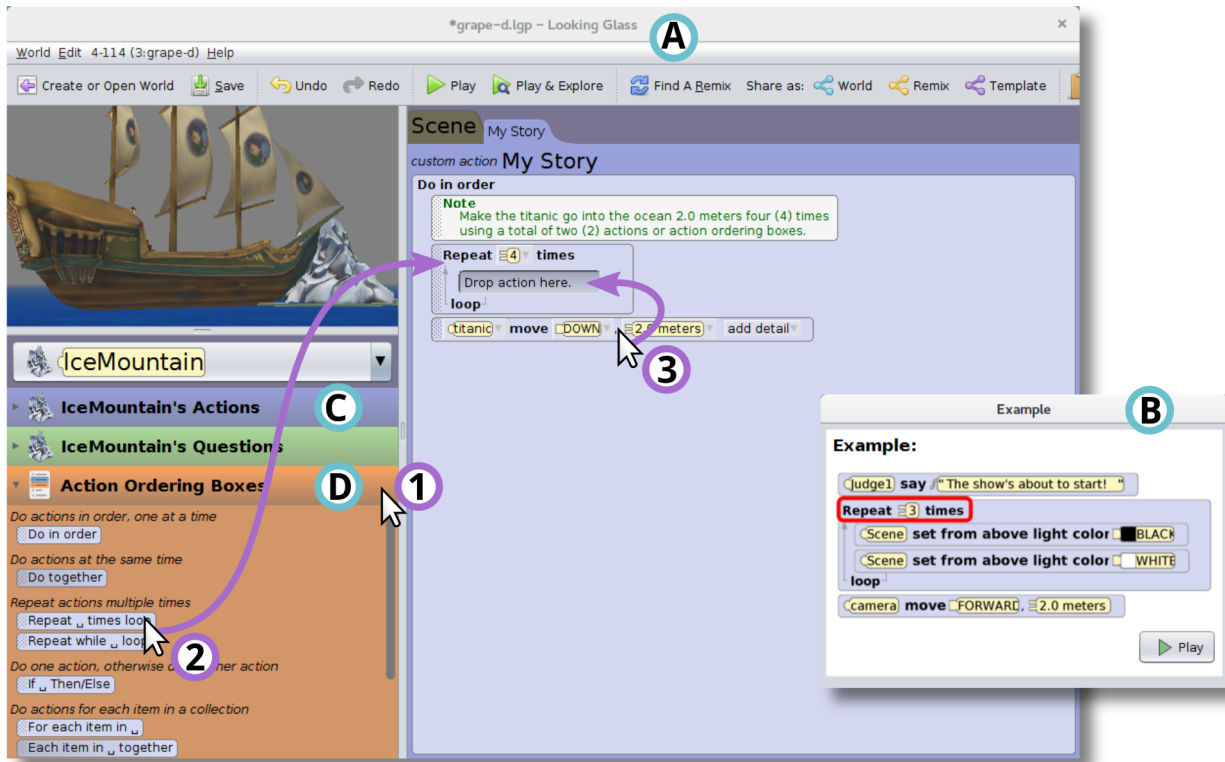 *grape-d.lgp - Looking Glass
A
World Edit 4-114 (3:grape-d) Help
Create or Open World Save Undo Redo Play Play & Explore Find A Remix Share as: World Remix Template
Scene My Story
custom action My Story
Do in order
Note
Make the titanic go into the ocean 2.0 meters four (4) times
using a total of two (2) actions or action ordering boxes.
Repeat 4 times
Drop action here.
loop
titanic move DOWN, 2.0 meters add detail
3
IceMountain
IceMountain's Actions
C
IceMountain's Questions
Action Ordering Boxes
D
1
Do actions in order, one at a time
Do in order
Do actions at the same time
Do together
Repeat actions multiple times
Repeat ␣ times loop
Repeat while ␣ loop
2
Do one action, otherwise do another action
If ␣ Then/Else
Do actions for each item in a collection
For each item in ␣
Each item in ␣ together
Example
B
Example:
judge1 say "The show's about to start! "
Repeat 3 times
Scene set from above light color BLACK
Scene set from above light color WHITE
loop
camera move FORWARD, 2.0 meters
Play